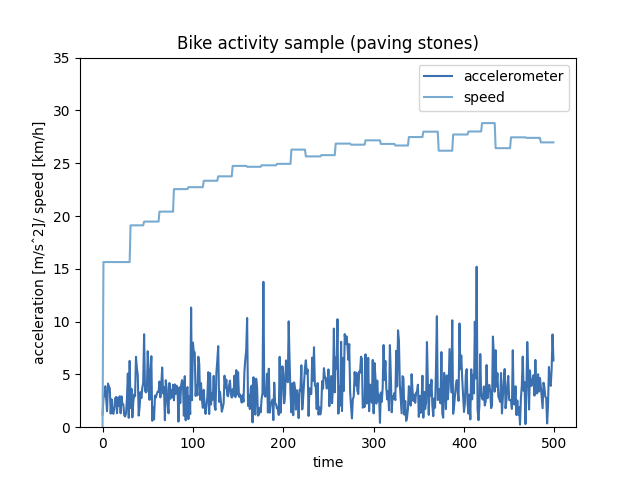 Bike activity sample (paving stones)
accelerometer
speed
acceleration [m/s^2]/ speed [km/h]
35
30
25
20
15
10
5
0
0 100 200 300 400 500
time